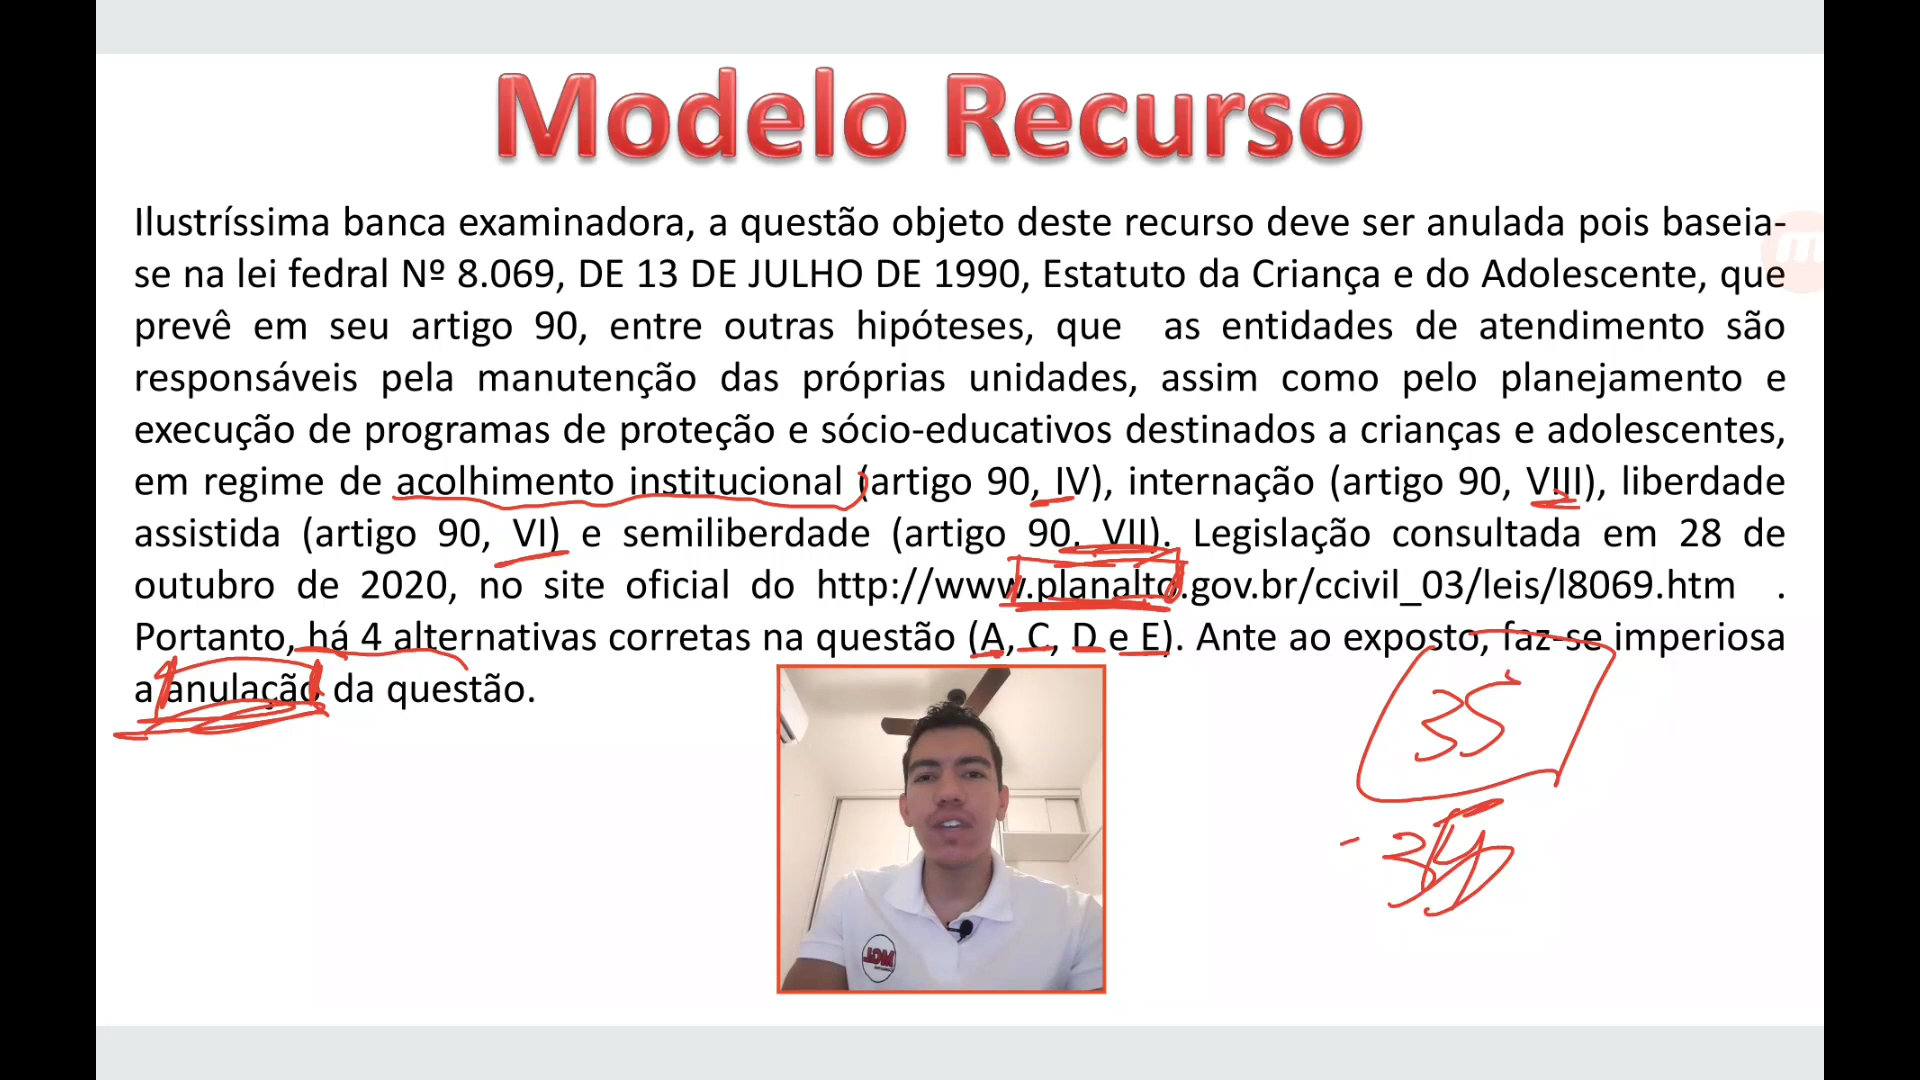 Modelo Recurso
Ilustríssima banca examinadora, a questão objeto deste recurso deve ser anulada pois baseia-
se na lei fedral Nº 8.069, DE 13 DE JULHO DE 1990, Estatuto da Criança e do Adolescente, que
prevê em seu artigo 90, entre outras hipóteses, que as entidades de atendimento são
responsáveis pela manutenção das próprias unidades, assim como pelo planejamento e
execução de programas de proteção e sócio-educativos destinados a crianças e adolescentes,
em regime de acolhimento institucional (artigo 90, IV), internação (artigo 90, VIII), liberdade
assistida (artigo 90, VI) e semiliberdade (artigo 90, VII). Legislação consultada em 28 de
outubro de 2020, no site oficial do http://www.planalto.gov.br/ccivil_03/leis/l8069.htm .
Portanto, há 4 alternativas corretas na questão (A, C, D e E). Ante ao exposto, faz-se imperiosa
a anulação da questão.
35